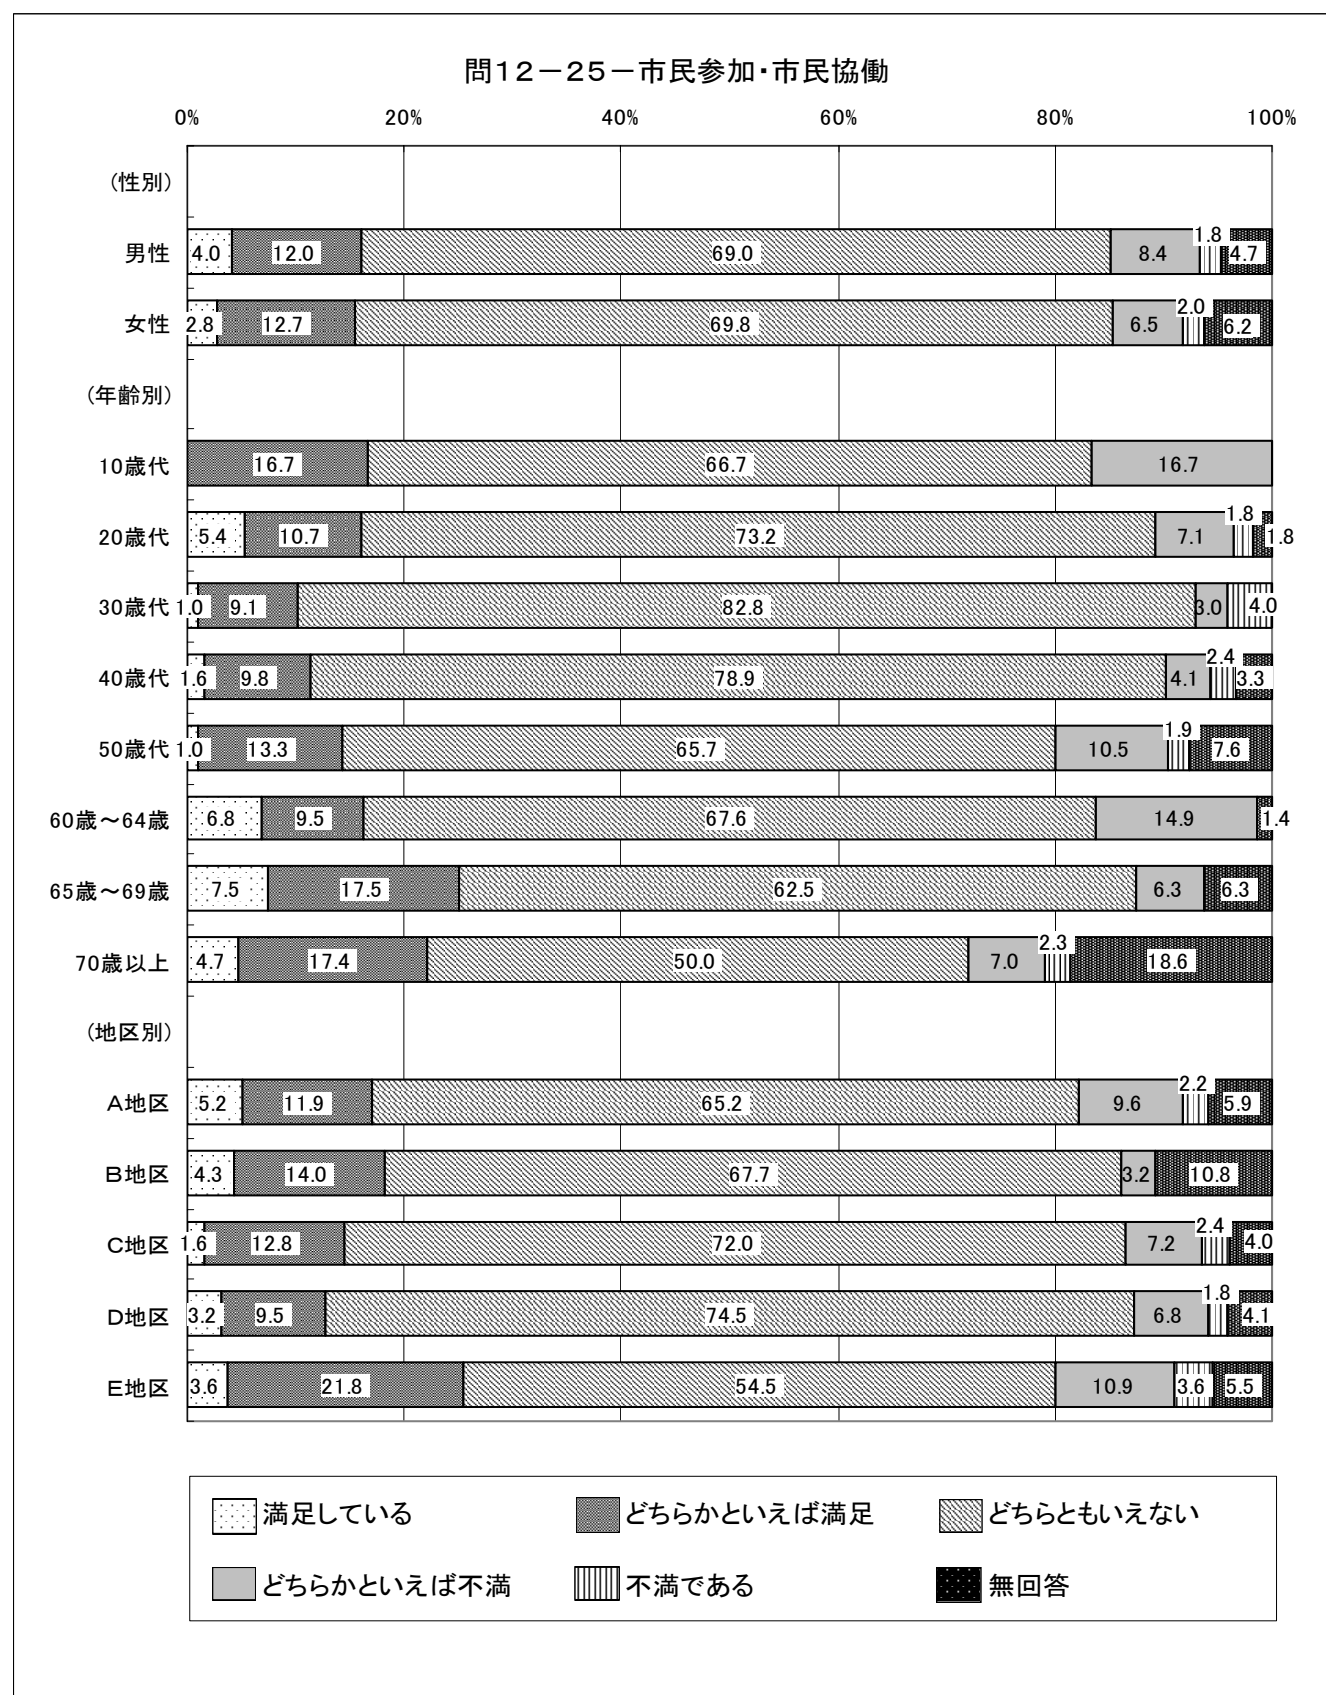 問12－25－市民参加・市民協働
0% 20% 40% 60% 80% 100%
(性別)
男性 4.0 12.0 69.0 8.4 1.8 4.7
女性 2.8 12.7 69.8 6.5 2.0 6.2
(年齢別)
10歳代 16.7 66.7 16.7
20歳代 5.4 10.7 73.2 7.1 1.8 1.8
30歳代 1.0 9.1 82.8 3.0 4.0
40歳代 1.6 9.8 78.9 4.1 2.4 3.3
50歳代 1.0 13.3 65.7 10.5 1.9 7.6
60歳～64歳 6.8 9.5 67.6 14.9 1.4
65歳～69歳 7.5 17.5 62.5 6.3 6.3
70歳以上 4.7 17.4 50.0 7.0 2.3 18.6
(地区別)
A地区 5.2 11.9 65.2 9.6 2.2 5.9
B地区 4.3 14.0 67.7 3.2 10.8
C地区 1.6 12.8 72.0 7.2 2.4 4.0
D地区 3.2 9.5 74.5 6.8 1.8 4.1
E地区 3.6 21.8 54.5 10.9 3.6 5.5
満足している どちらかといえば満足 どちらともいえない
どちらかといえば不満 不満である 無回答